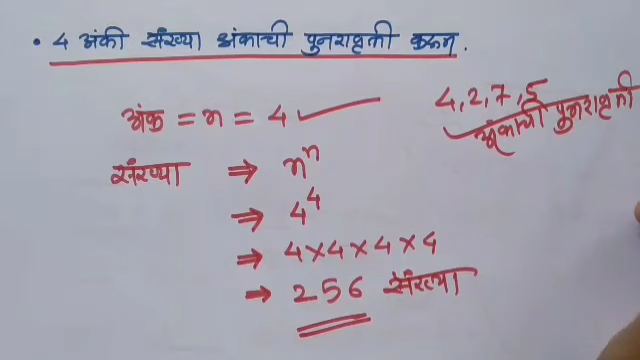 • 4 अंकी संख्या अंकाची पुनरावृत्ती करून.
4, 2, 7, 5
अंकाची पुनरावृत्ती
अंक = n = 4
संख्या ⇒ nⁿ
⇒ 4⁴
⇒ 4 × 4 × 4 × 4
⇒ 256 संख्या